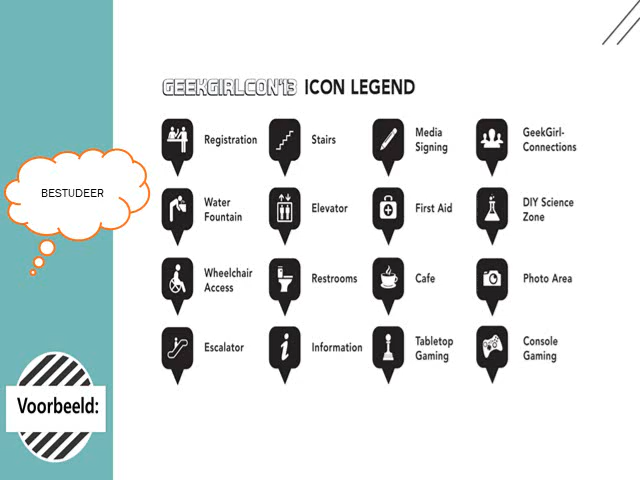 GEEKGIRLCON'13 ICON LEGEND
Registration
Stairs
Media
Signing
GeekGirl-
Connections
BESTUDEER
Water
Fountain
Elevator
First Aid
DIY Science
Zone
Wheelchair
Access
Restrooms
Cafe
Photo Area
Escalator
Information
Tabletop
Gaming
Console
Gaming
Voorbeeld: